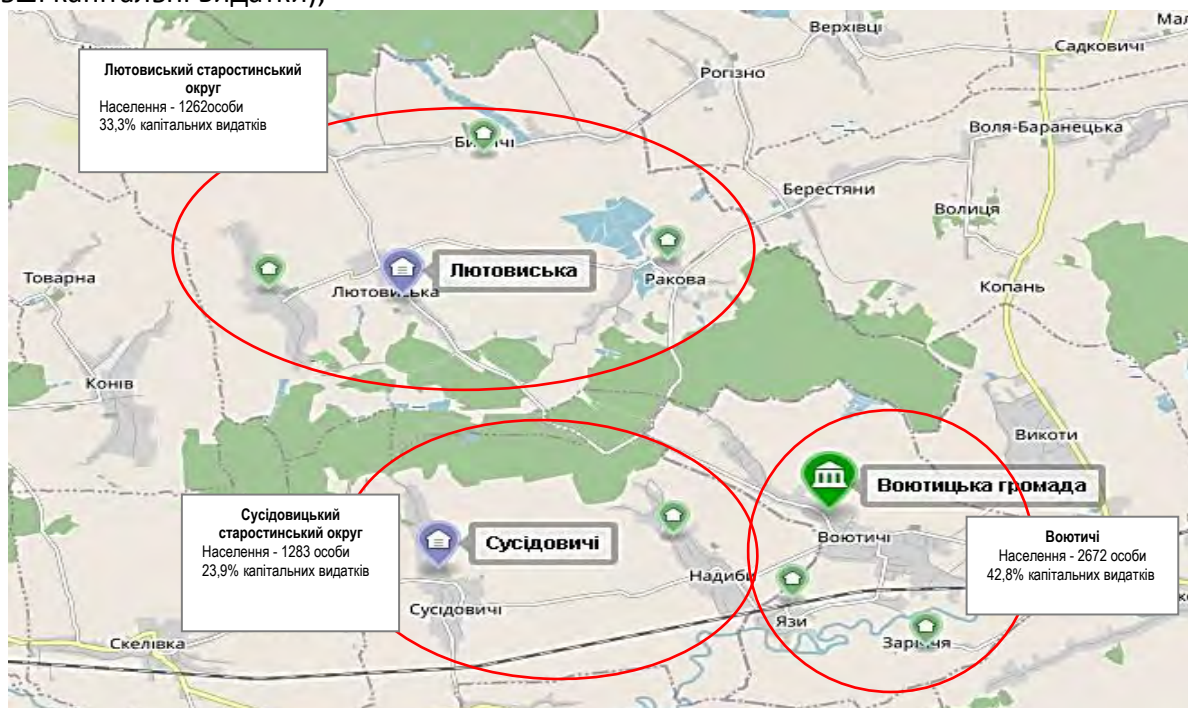 Верхівці
Садковичі
Рогізно
Лютовиський старостинський
округ
Населення - 1262особи
33,3% капітальних видатків
Воля-Баранецька
Берестяни
Волиця
Товарна
Лютовиська
Ракова
Копань
Конів
Викоти
Воютицька громада
Сусідовицький
старостинський округ
Населення - 1283 особи
23,9% капітальних видатків
Сусідовичі
Воютичі
Воютичі
Населення - 2672 особи
42,8% капітальних видатків
Надиби
Сусідовичі
Язи
Скелівка